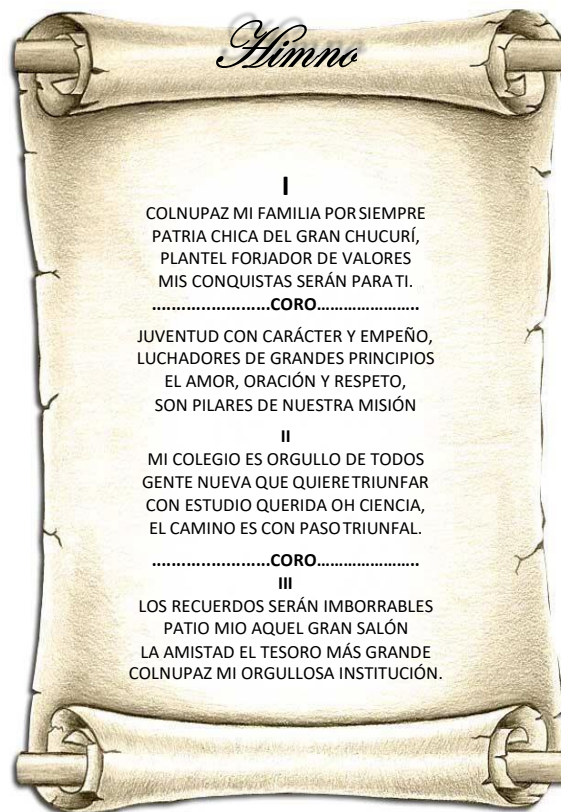 Himno
I
COLNUPAZ MI FAMILIA POR SIEMPRE
PATRIA CHICA DEL GRAN CHUCURÍ,
PLANTEL FORJADOR DE VALORES
MIS CONQUISTAS SERÁN PARA TI.
........................CORO.....................
JUVENTUD CON CARÁCTER Y EMPEÑO,
LUCHADORES DE GRANDES PRINCIPIOS
EL AMOR, ORACIÓN Y RESPETO,
SON PILARES DE NUESTRA MISIÓN
II
MI COLEGIO ES ORGULLO DE TODOS
GENTE NUEVA QUE QUIERE TRIUNFAR
CON ESTUDIO QUERIDA OH CIENCIA,
EL CAMINO ES CON PASO TRIUNFAL.
........................CORO.....................
III
LOS RECUERDOS SERÁN IMBORRABLES
PATIO MIO AQUEL GRAN SALÓN
LA AMISTAD EL TESORO MÁS GRANDE
COLNUPAZ MI ORGULLOSA INSTITUCIÓN.